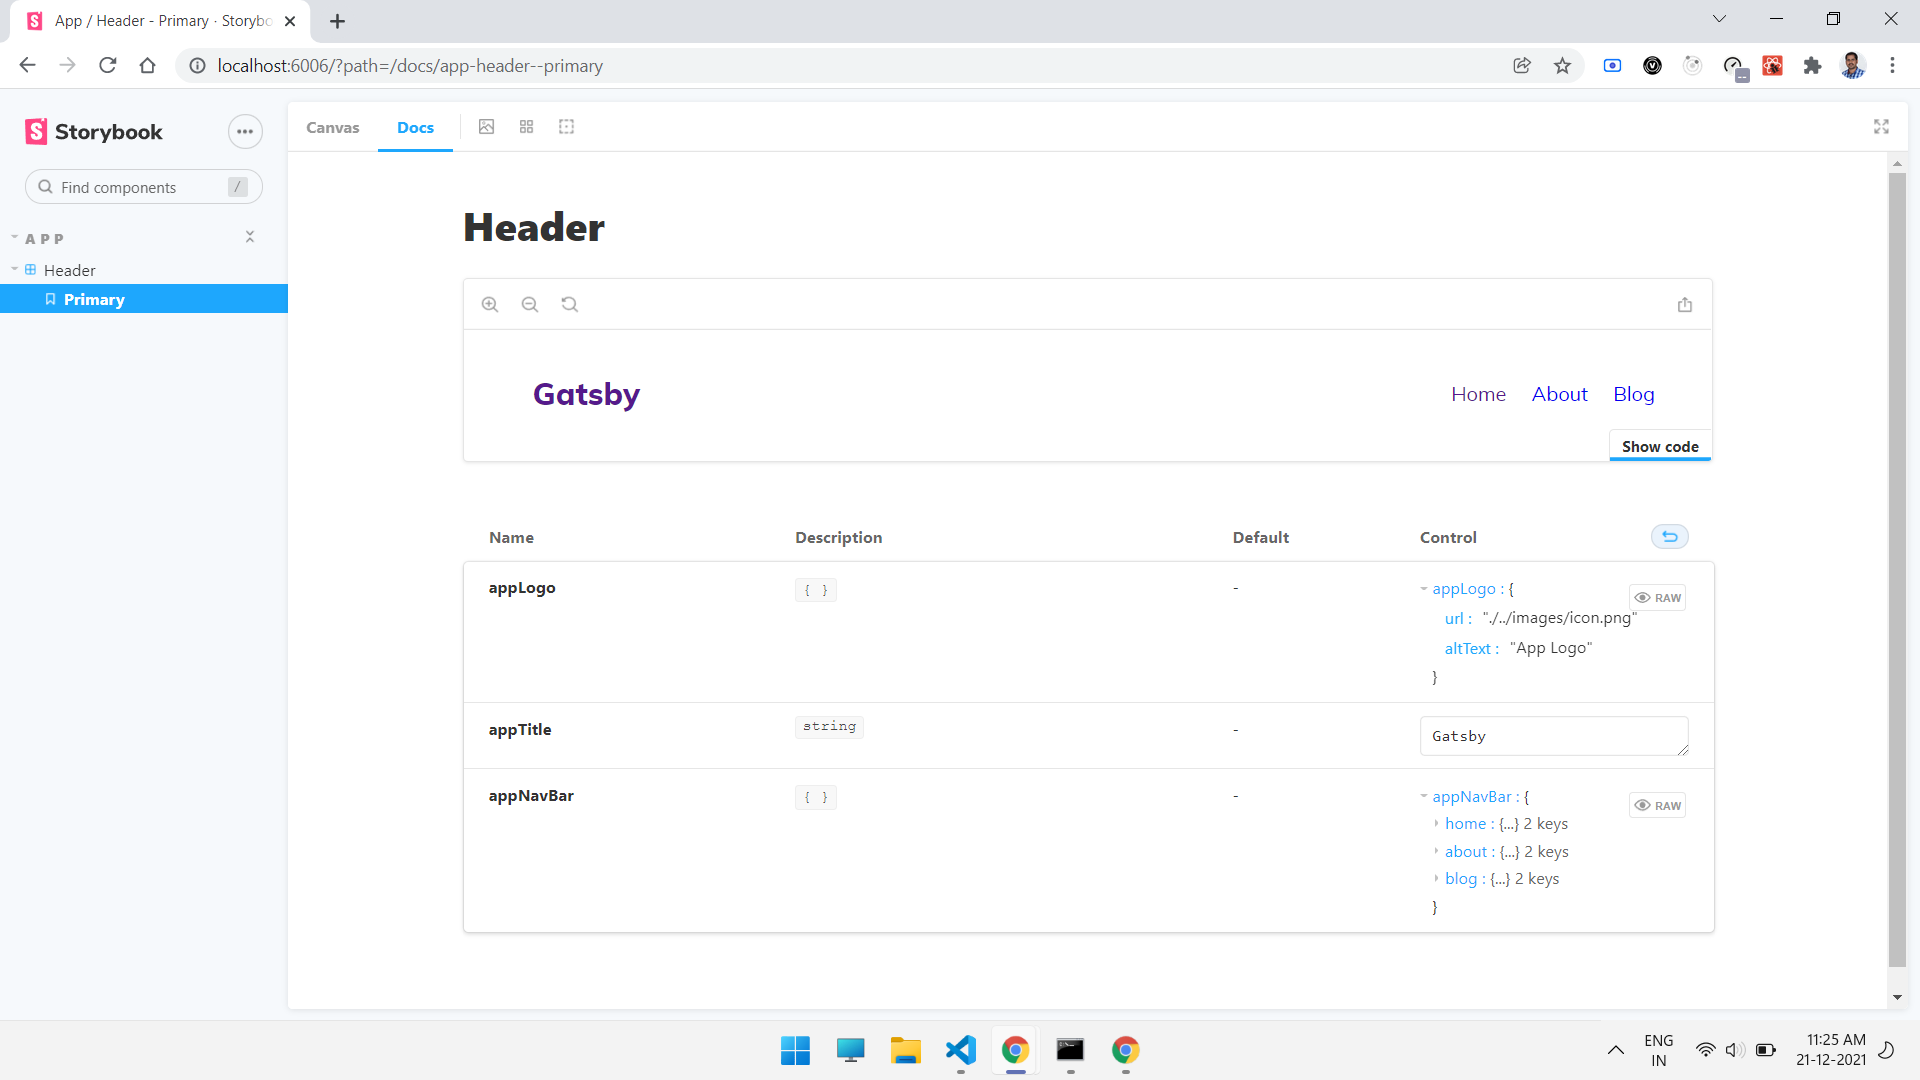 App / Header - Primary · Storybo
localhost:6006/?path=/docs/app-header--primary
Storybook
Find components
/
APP
Header
Primary
Canvas
Docs
Header
Gatsby
Home
About
Blog
Show code
Name
Description
Default
Control
appLogo
{ }
-
appLogo : {
RAW
url : "./../images/icon.png"
altText : "App Logo"
}
appTitle
string
-
Gatsby
appNavBar
{ }
-
appNavBar : {
RAW
home : {...} 2 keys
about : {...} 2 keys
blog : {...} 2 keys
}
ENG
IN
11:25 AM
21-12-2021